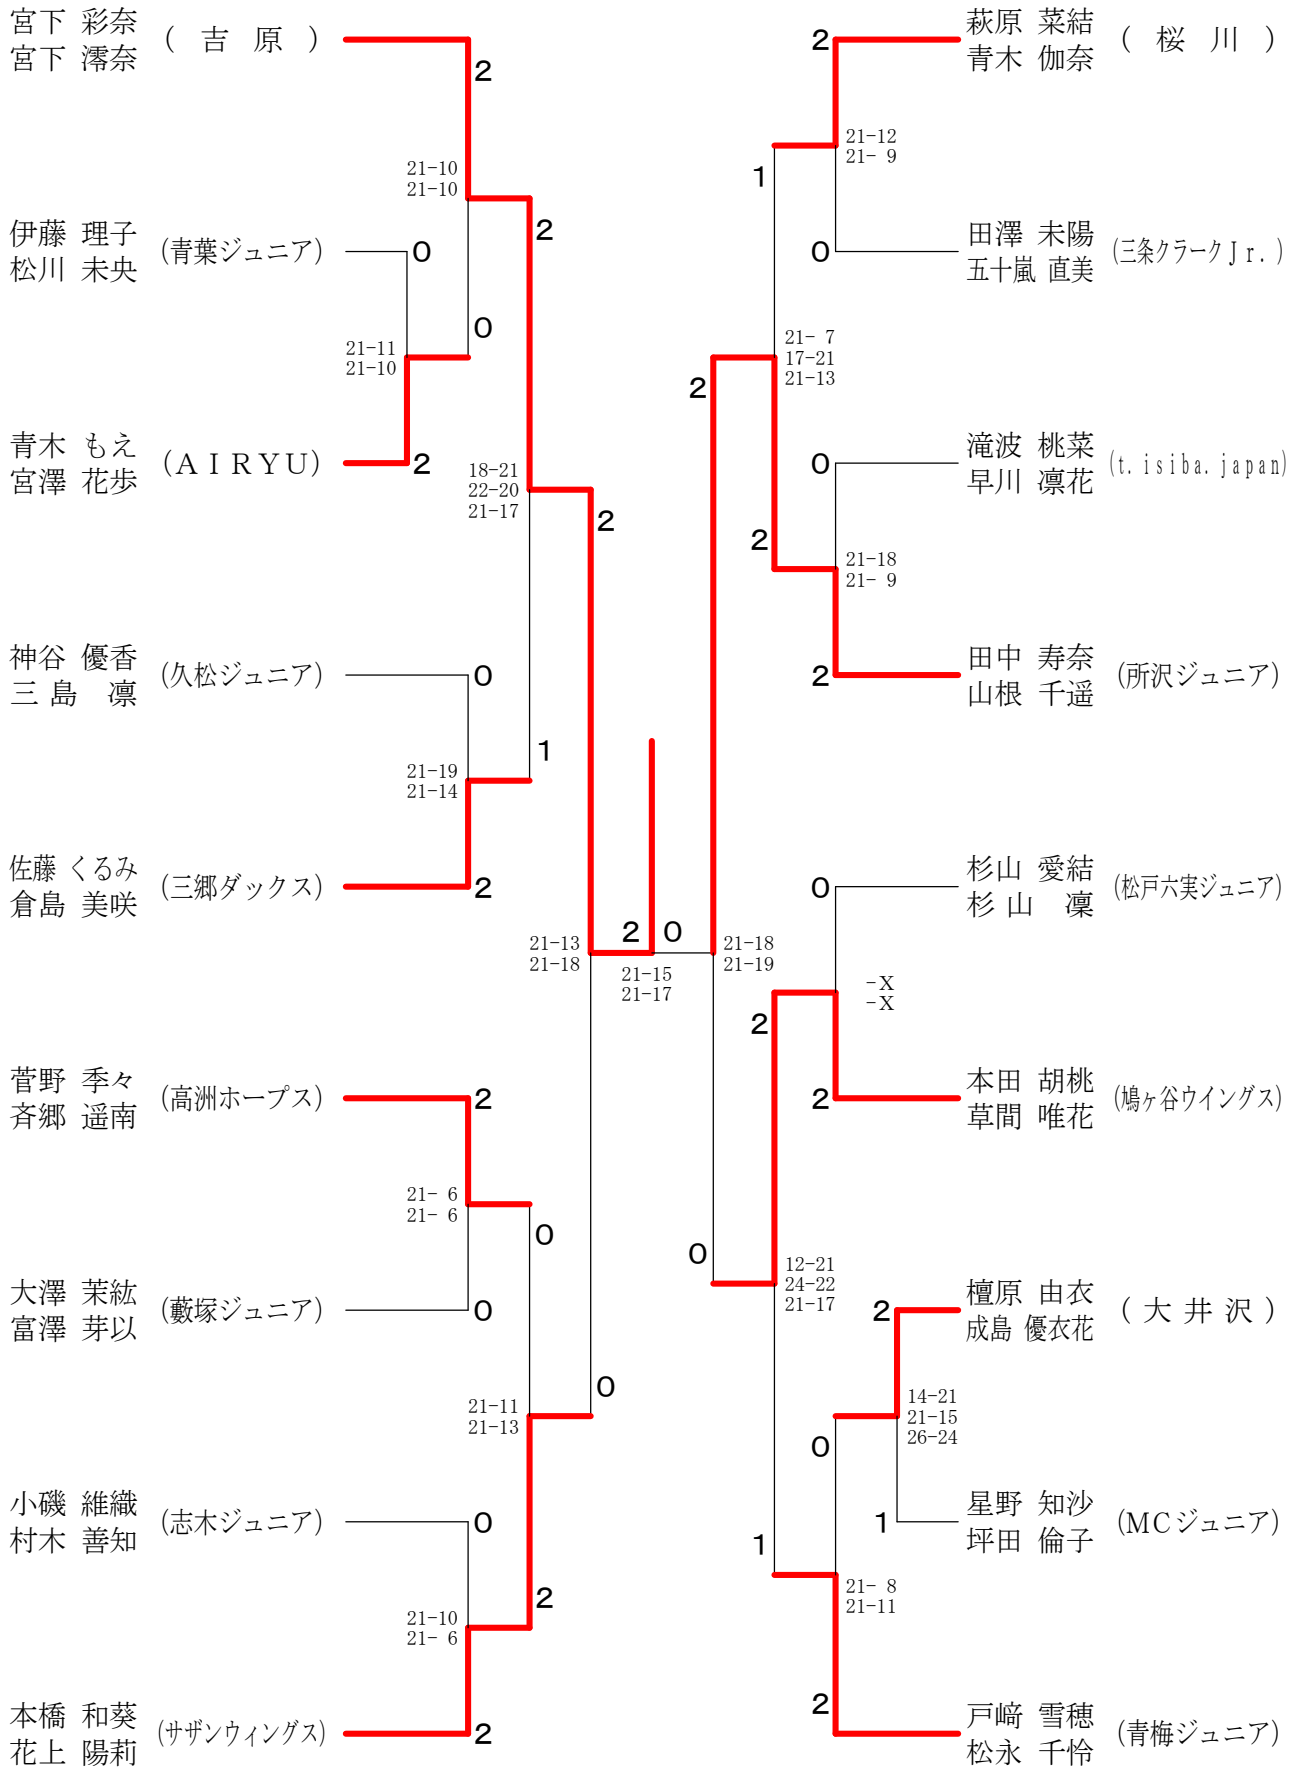 宮下 彩奈
宮下 澪奈
( 吉 原 )
2
21-10
21-10
伊藤 理子
松川 未央
(青葉ジュニア)
0
2
0
21-11
21-10
青木 もえ
宮澤 花歩
(ＡＩＲＹＵ)
2
18-21
22-20
21-17
2
神谷 優香
三島 凛
(久松ジュニア)
0
1
21-19
21-14
佐藤 くるみ
倉島 美咲
(三郷ダックス)
2
21-13
21-18
2
0
21-15
21-17
菅野 季々
斉郷 遥南
(高洲ホープス)
2
21- 6
21- 6
0
大澤 茉紘
富澤 芽以
(藪塚ジュニア)
0
0
21-11
21-13
小磯 維織
村木 善知
(志木ジュニア)
0
2
21-10
21- 6
本橋 和葵
花上 陽莉
(サザンウィングス)
2
2
萩原 菜結
青木 伽奈
( 桜 川 )
21-12
21- 9
1
0
田澤 未陽
五十嵐 直美
(三条クラークＪｒ.)
21- 7
17-21
21-13
2
0
滝波 桃菜
早川 凛花
(t.isiba.japan)
2
21-18
21- 9
2
田中 寿奈
山根 千遥
(所沢ジュニア)
0
杉山 愛結
杉山 凜
(松戸六実ジュニア)
21-18
21-19
-X
-X
2
2
本田 胡桃
草間 唯花
(鳩ヶ谷ウイングス)
0
12-21
24-22
21-17
2
檀原 由衣
成島 優衣花
( 大 井 沢 )
14-21
21-15
26-24
0
1
星野 知沙
坪田 倫子
(ＭＣジュニア)
1
21- 8
21-11
2
戸﨑 雪穂
松永 千怜
(青梅ジュニア)